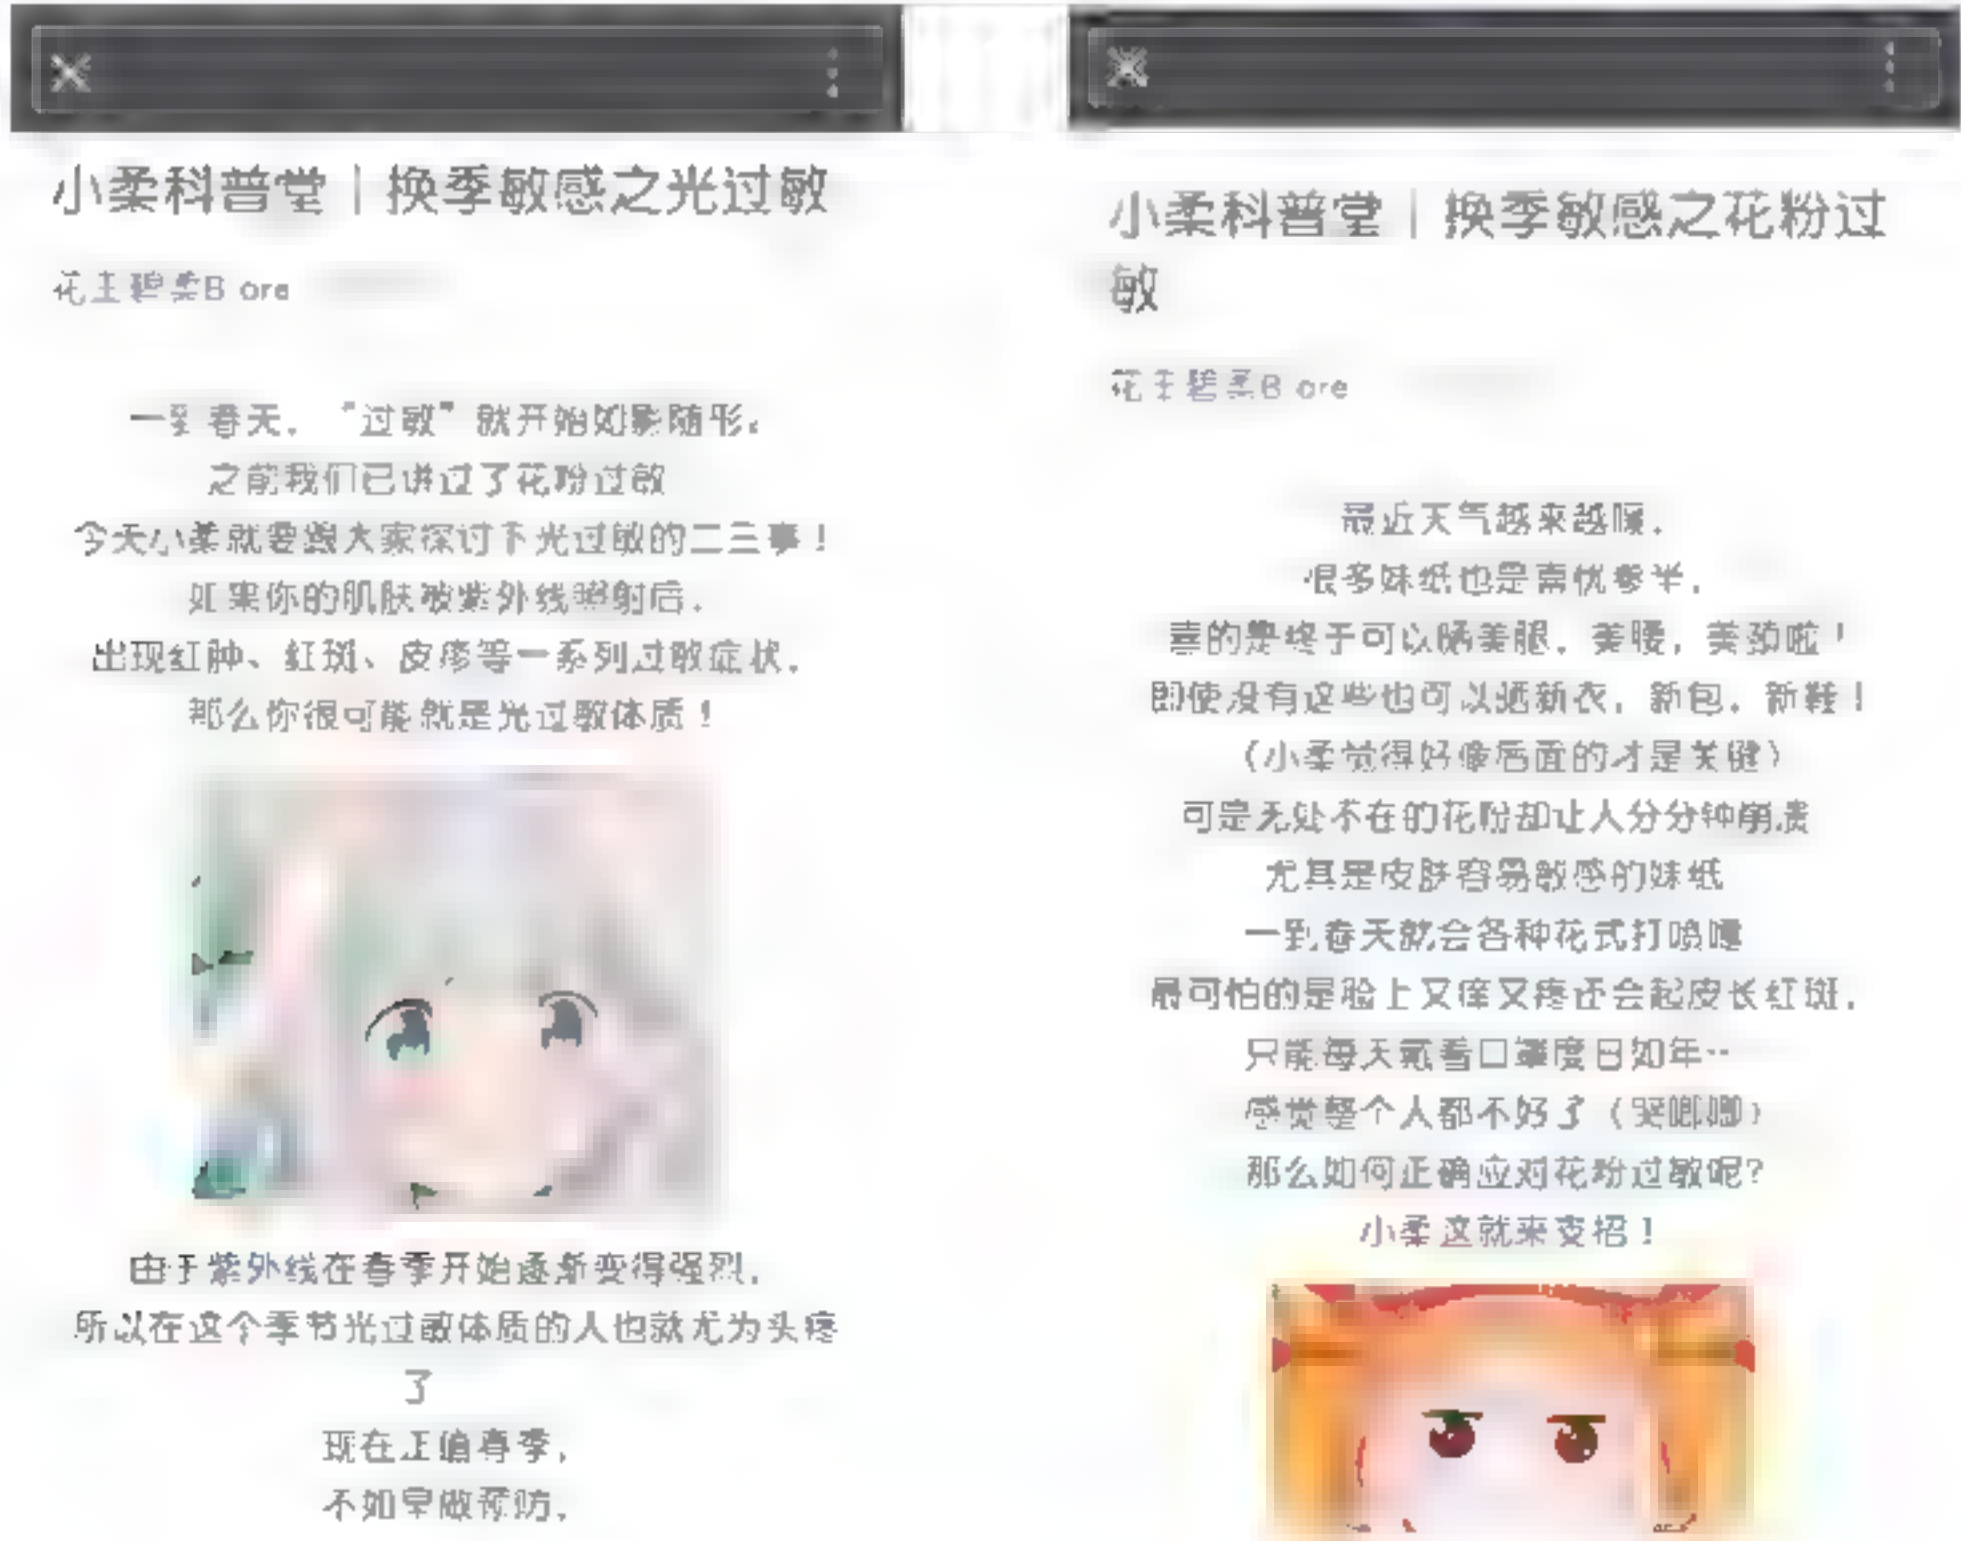 小柔科普堂｜换季敏感之光过敏
花王碧柔Biore
一到春天，“过敏”就开始如影随形。
之前我们已讲过了花粉过敏
今天小柔就要跟大家探讨下光过敏的二三事！
如果你的肌肤被紫外线照射后，
出现红肿、红斑、皮疹等一系列过敏症状，
那么你很可能就是光过敏体质！
由于紫外线在春季开始逐渐变得强烈，
所以在这个季节光过敏体质的人也就尤为头疼
了
现在正值春季，
不如早做预防，
小柔科普堂｜换季敏感之花粉过
敏
花王碧柔Biore
最近天气越来越暖，
很多妹纸也是喜忧参半，
喜的是终于可以晒美腿，美腰，美颈啦！
即使没有这些也可以晒新衣，新包，新鞋！
（小柔觉得好像后面的才是关键）
可是无处不在的花粉却让人分分钟崩溃
尤其是皮肤容易敏感的妹纸
一到春天就会各种花式打喷嚏
最可怕的是脸上又痒又疼还会起皮长红斑，
只能每天戴着口罩度日如年…
感觉整个人都不好了（哭唧唧）
那么如何正确应对花粉过敏呢？
小柔这就来支招！